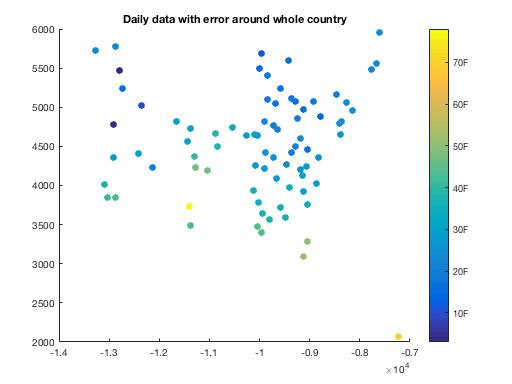 Daily data with error around whole country
6000
5500
5000
4500
4000
3500
3000
2500
2000
-1.4
-1.3
-1.2
-1.1
-1
-0.9
-0.8
-0.7
×10⁴
70F
60F
50F
40F
30F
20F
10F